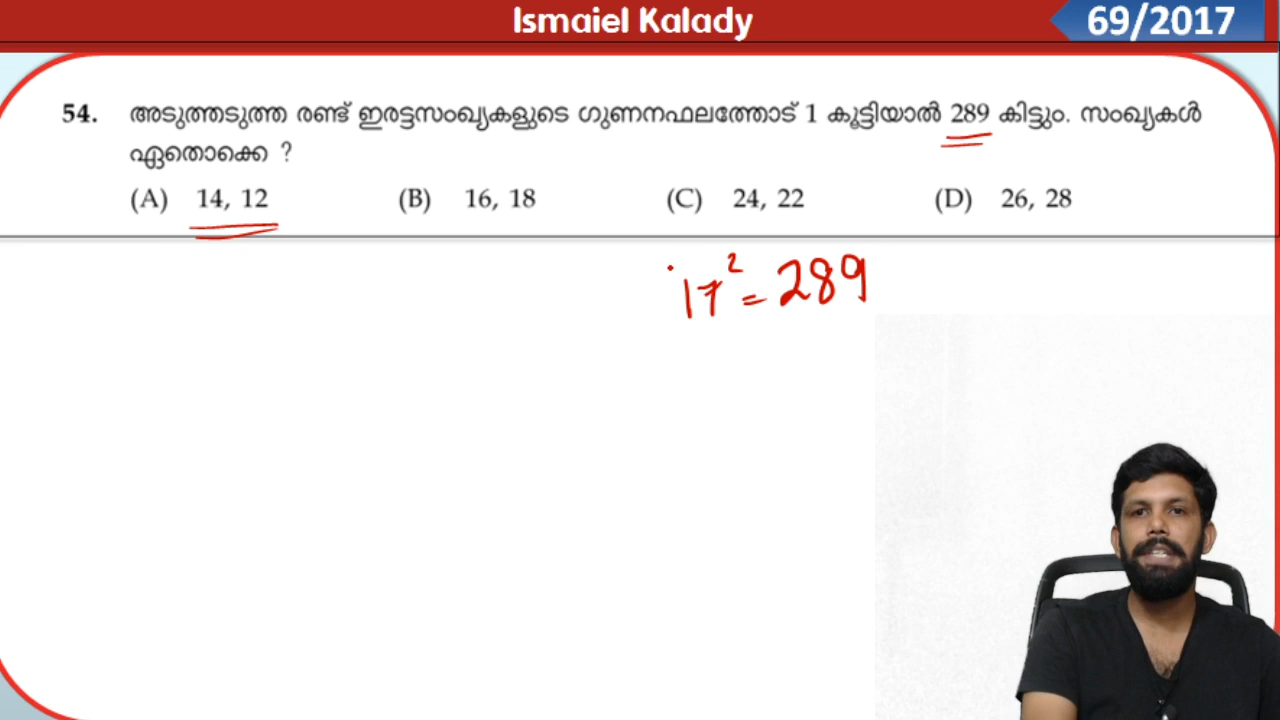 Ismaiel Kalady
69/2017
54. അടുത്തടുത്ത രണ്ട് ഇരട്ടസംഖ്യകളുടെ ഗുണനഫലത്തോട് 1 കൂട്ടിയാൽ 289 കിട്ടും. സംഖ്യകൾ
ഏതൊക്കെ ?
(A) 14, 12 (B) 16, 18 (C) 24, 22 (D) 26, 28
17² = 289